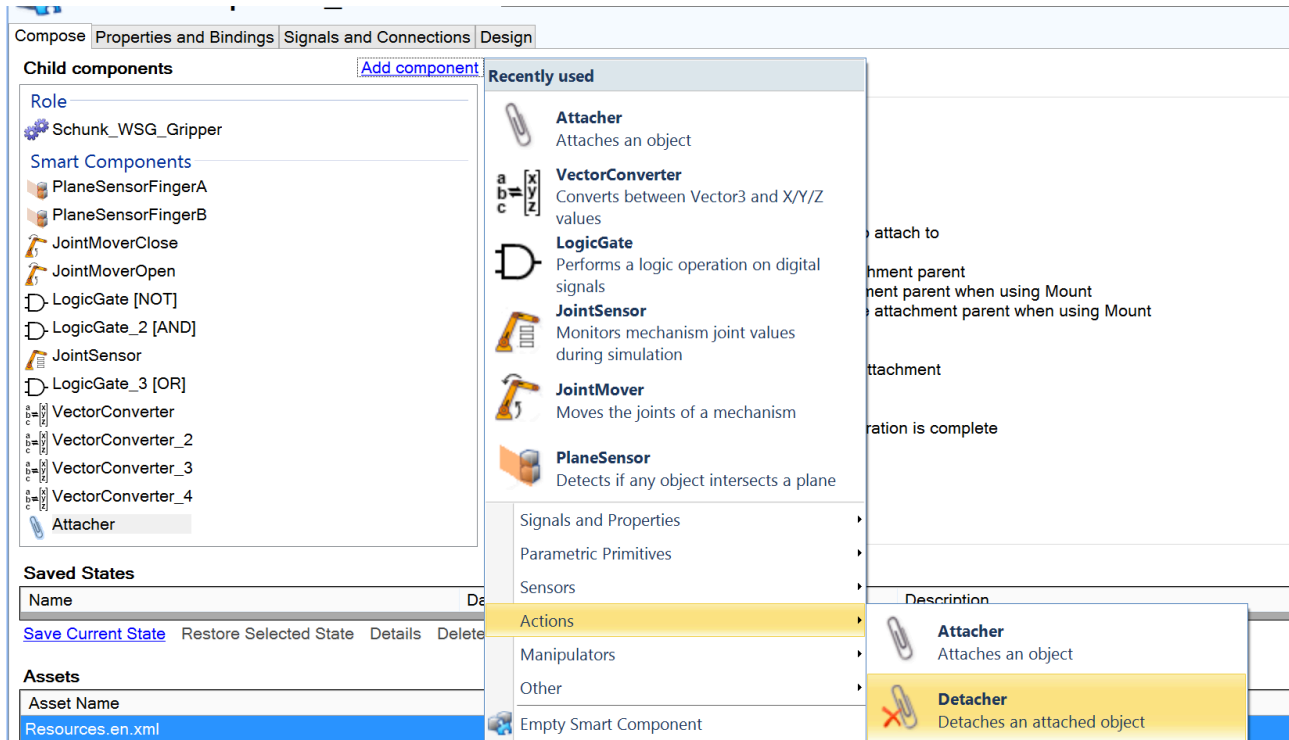 Compose
Properties and Bindings
Signals and Connections
Design
Child components
Add component
Role
Schunk_WSG_Gripper
Smart Components
PlaneSensorFingerA
PlaneSensorFingerB
JointMoverClose
JointMoverOpen
LogicGate [NOT]
LogicGate_2 [AND]
JointSensor
LogicGate_3 [OR]
VectorConverter
VectorConverter_2
VectorConverter_3
VectorConverter_4
Attacher
Recently used
Attacher
Attaches an object
VectorConverter
Converts between Vector3 and X/Y/Z
values
LogicGate
Performs a logic operation on digital
signals
JointSensor
Monitors mechanism joint values
during simulation
JointMover
Moves the joints of a mechanism
PlaneSensor
Detects if any object intersects a plane
Signals and Properties
Parametric Primitives
Sensors
Actions
Manipulators
Other
Empty Smart Component
attach to
parent
parent when using Mount
attachment parent when using Mount
is complete
Attacher
Attaches an object
Detacher
Detaches an attached object
Saved States
Name
Description
Save Current State
Restore Selected State
Details
Delete
Assets
Asset Name
Resources.en.xml